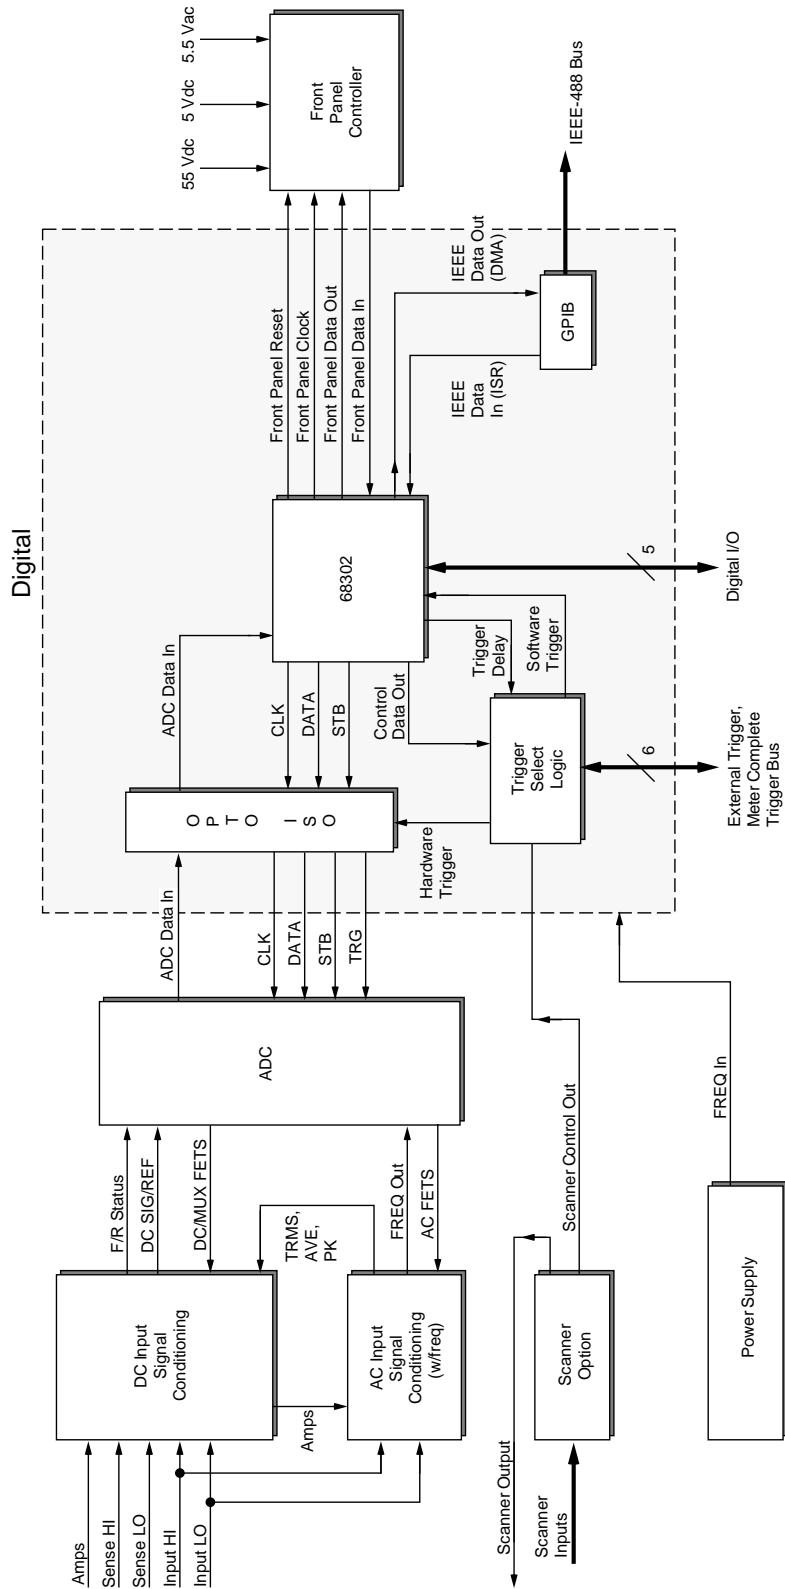 Amps
Sense HI
Sense LO
Input HI
Input LO
DC Input
Signal
Conditioning
Amps
AC Input
Signal
Conditioning
(w/freq)
F/R Status
DC SIG/REF
DC/MUX FETS
TRMS,
AVE,
PK
FREQ Out
AC FETS
ADC
ADC Data In
CLK
DATA
STB
TRG
Digital
OPTO ISO
ADC Data In
CLK
DATA
STB
Control
Data Out
Hardware
Trigger
68302
Front Panel Reset
Front Panel Clock
Front Panel Data Out
Front Panel Data In
55 Vdc
5 Vdc
5.5 Vac
Front
Panel
Controller
IEEE
Data
In (ISR)
IEEE
Data Out
(DMA)
GPIB
IEEE-488 Bus
Trigger
Delay
Software
Trigger
Trigger
Select
Logic
5
Digital I/O
6
External Trigger,
Meter Complete
Trigger Bus
Scanner Output
Scanner
Inputs
Scanner
Option
Scanner Control Out
Power Supply
FREQ In